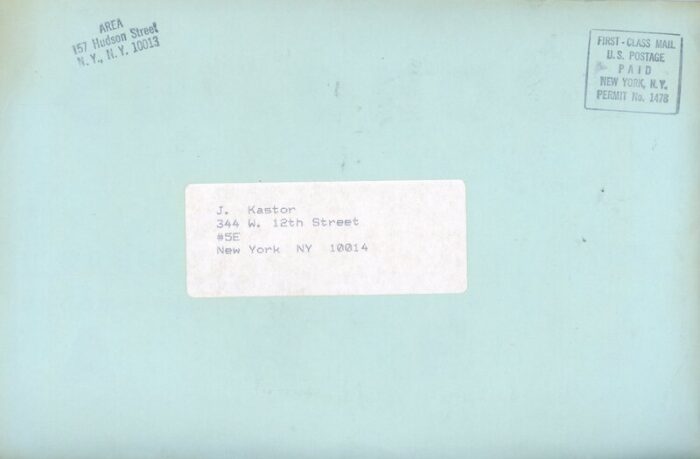 AREA
157 Hudson Street
N.Y., N.Y. 10013
FIRST-CLASS MAIL
U.S. POSTAGE
PAID
NEW YORK, N.Y.
PERMIT No. 1478
J. Kastor
344 W. 12th Street
#5E
New York NY 10014